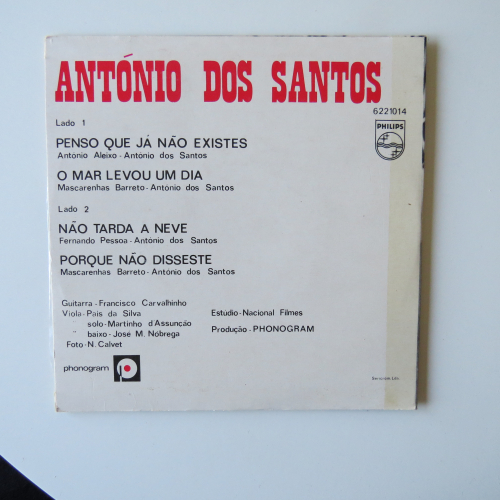 ANTÓNIO DOS SANTOS
6221014
Lado 1
PHILIPS
PENSO QUE JÁ NÃO EXISTES
António Aleixo - António dos Santos
O MAR LEVOU UM DIA
Mascarenhas Barreto - António dos Santos
Lado 2
NÃO TARDA A NEVE
Fernando Pessoa - António dos Santos
PORQUE NÃO DISSESTE
Mascarenhas Barreto - António dos Santos
Guitarra - Francisco Carvalhinho
Viola - Pais da Silva
Estúdio - Nacional Filmes
solo - Martinho d'Assunção
Produção - PHONOGRAM
" baixo - José M. Nóbrega
Foto - N. Calvet
phonogram p